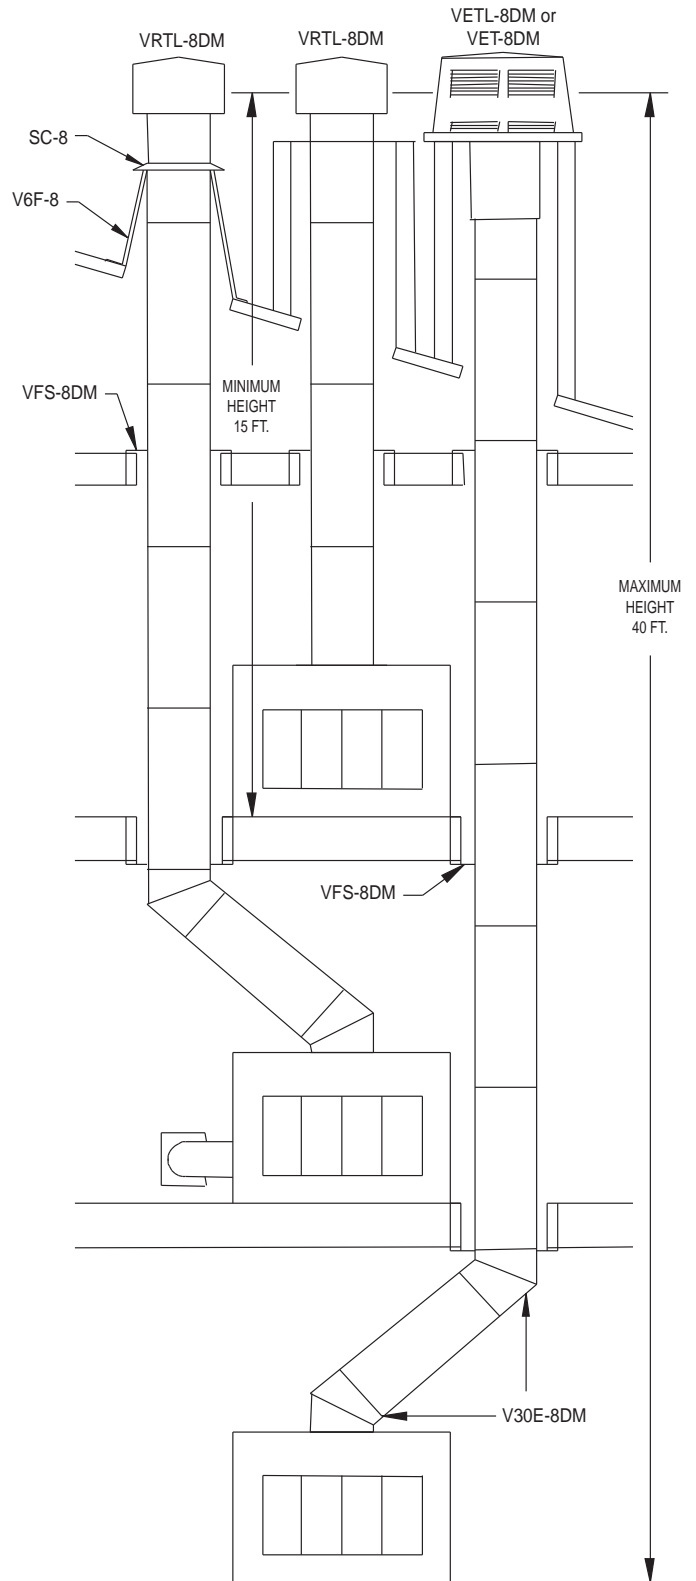 VRTL-8DM
VRTL-8DM
VETL-8DM or
VET-8DM
SC-8
V6F-8
VFS-8DM
MINIMUM
HEIGHT
15 FT.
MAXIMUM
HEIGHT
40 FT.
VFS-8DM
V30E-8DM